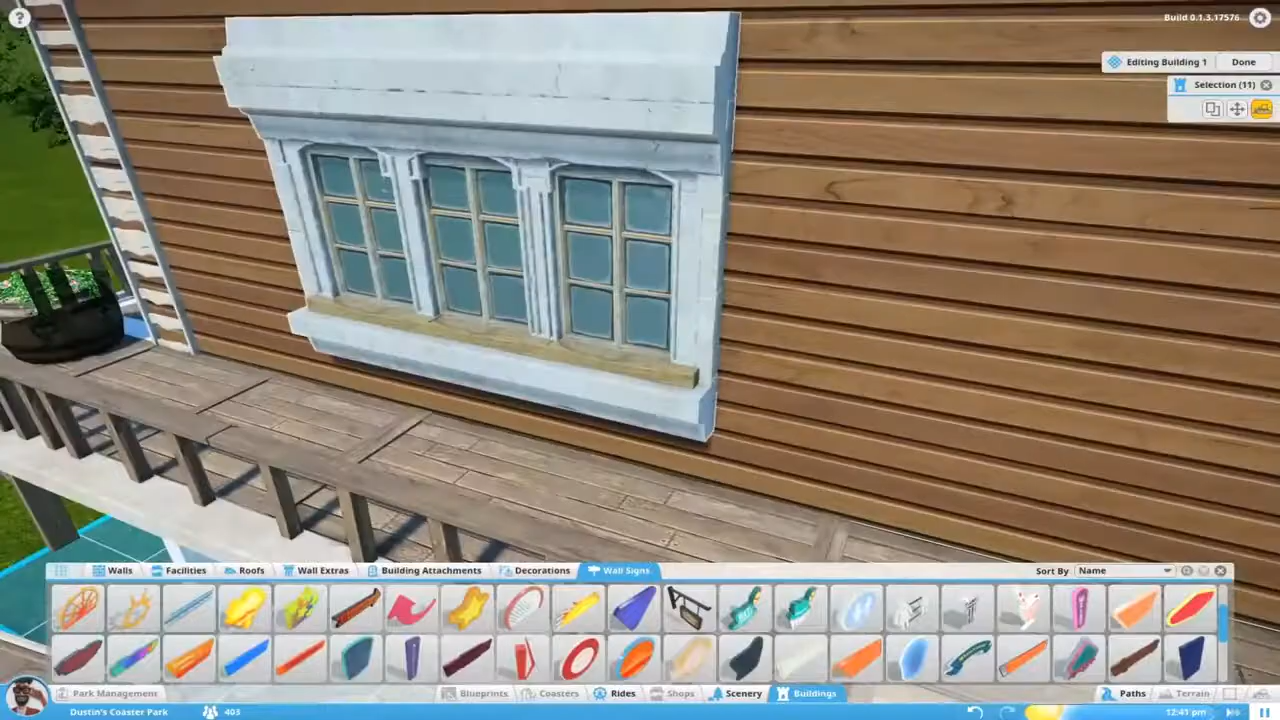 ?
Build 0.1.3.17576
Editing Building 1 Done
Selection (11)
Walls Facilities Roofs Wall Extras Building Attachments Decorations Wall Signs Sort By Name
Park Management Blueprints Coasters Rides Shops Scenery Buildings Paths Terrain
Dustin's Coaster Park 403 12:41 pm